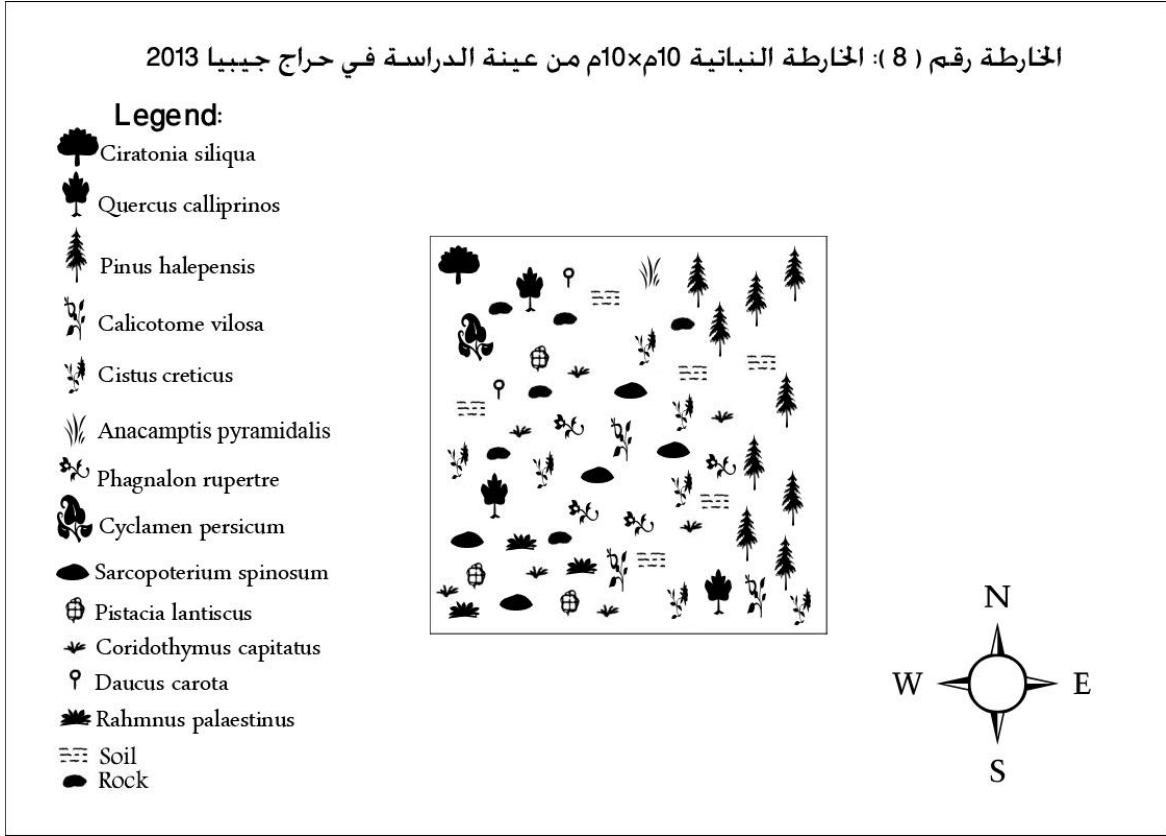 الخارطة رقم ( 8 ): الخارطة النباتية 10م×10م من عينة الدراسة في حراج جيبيا 2013
Legend:
Ciratonia siliqua
Quercus calliprinos
Pinus halepensis
Calicotome vilosa
Cistus creticus
Anacamptis pyramidalis
Phagnalon rupertre
Cyclamen persicum
Sarcopoterium spinosum
Pistacia lantiscus
Coridothymus capitatus
Daucus carota
Rahmnus palaestinus
Soil
Rock
N
W E
S